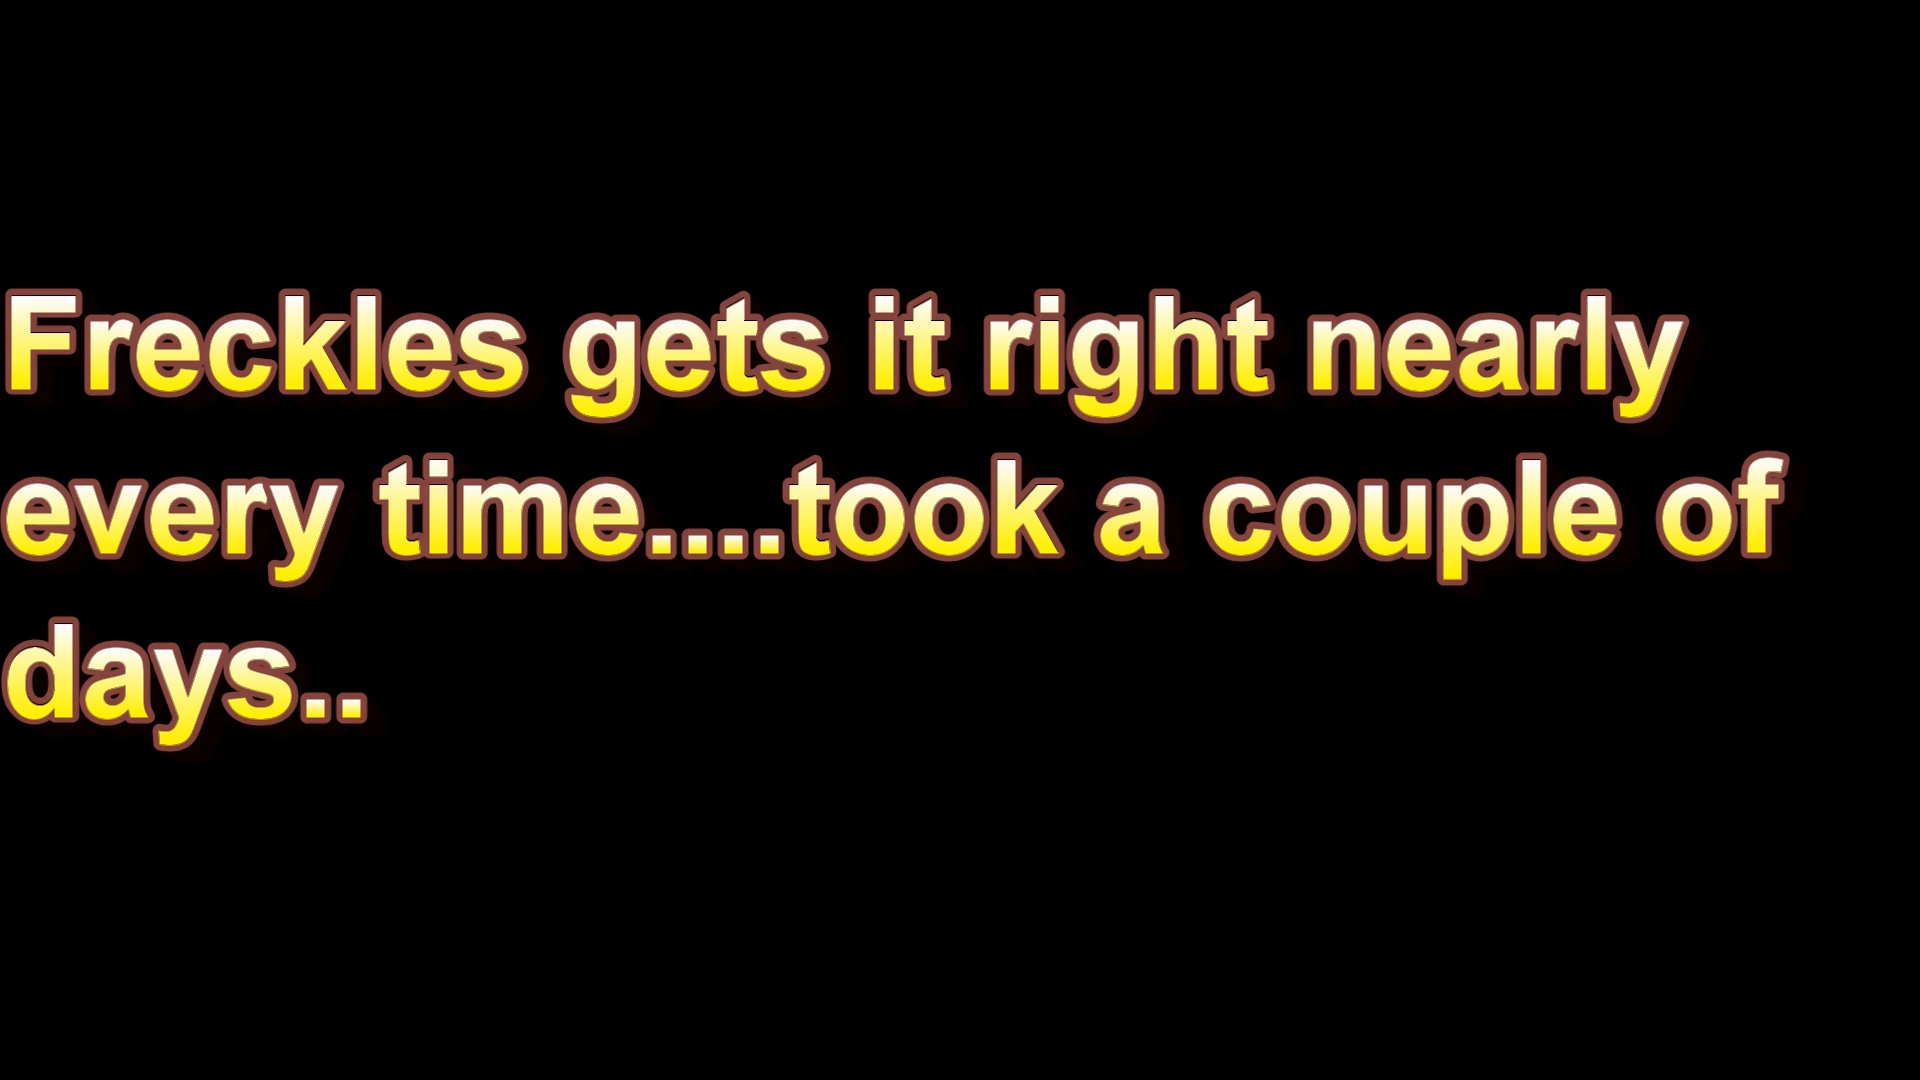 Freckles gets it right nearly
every time....took a couple of
days..